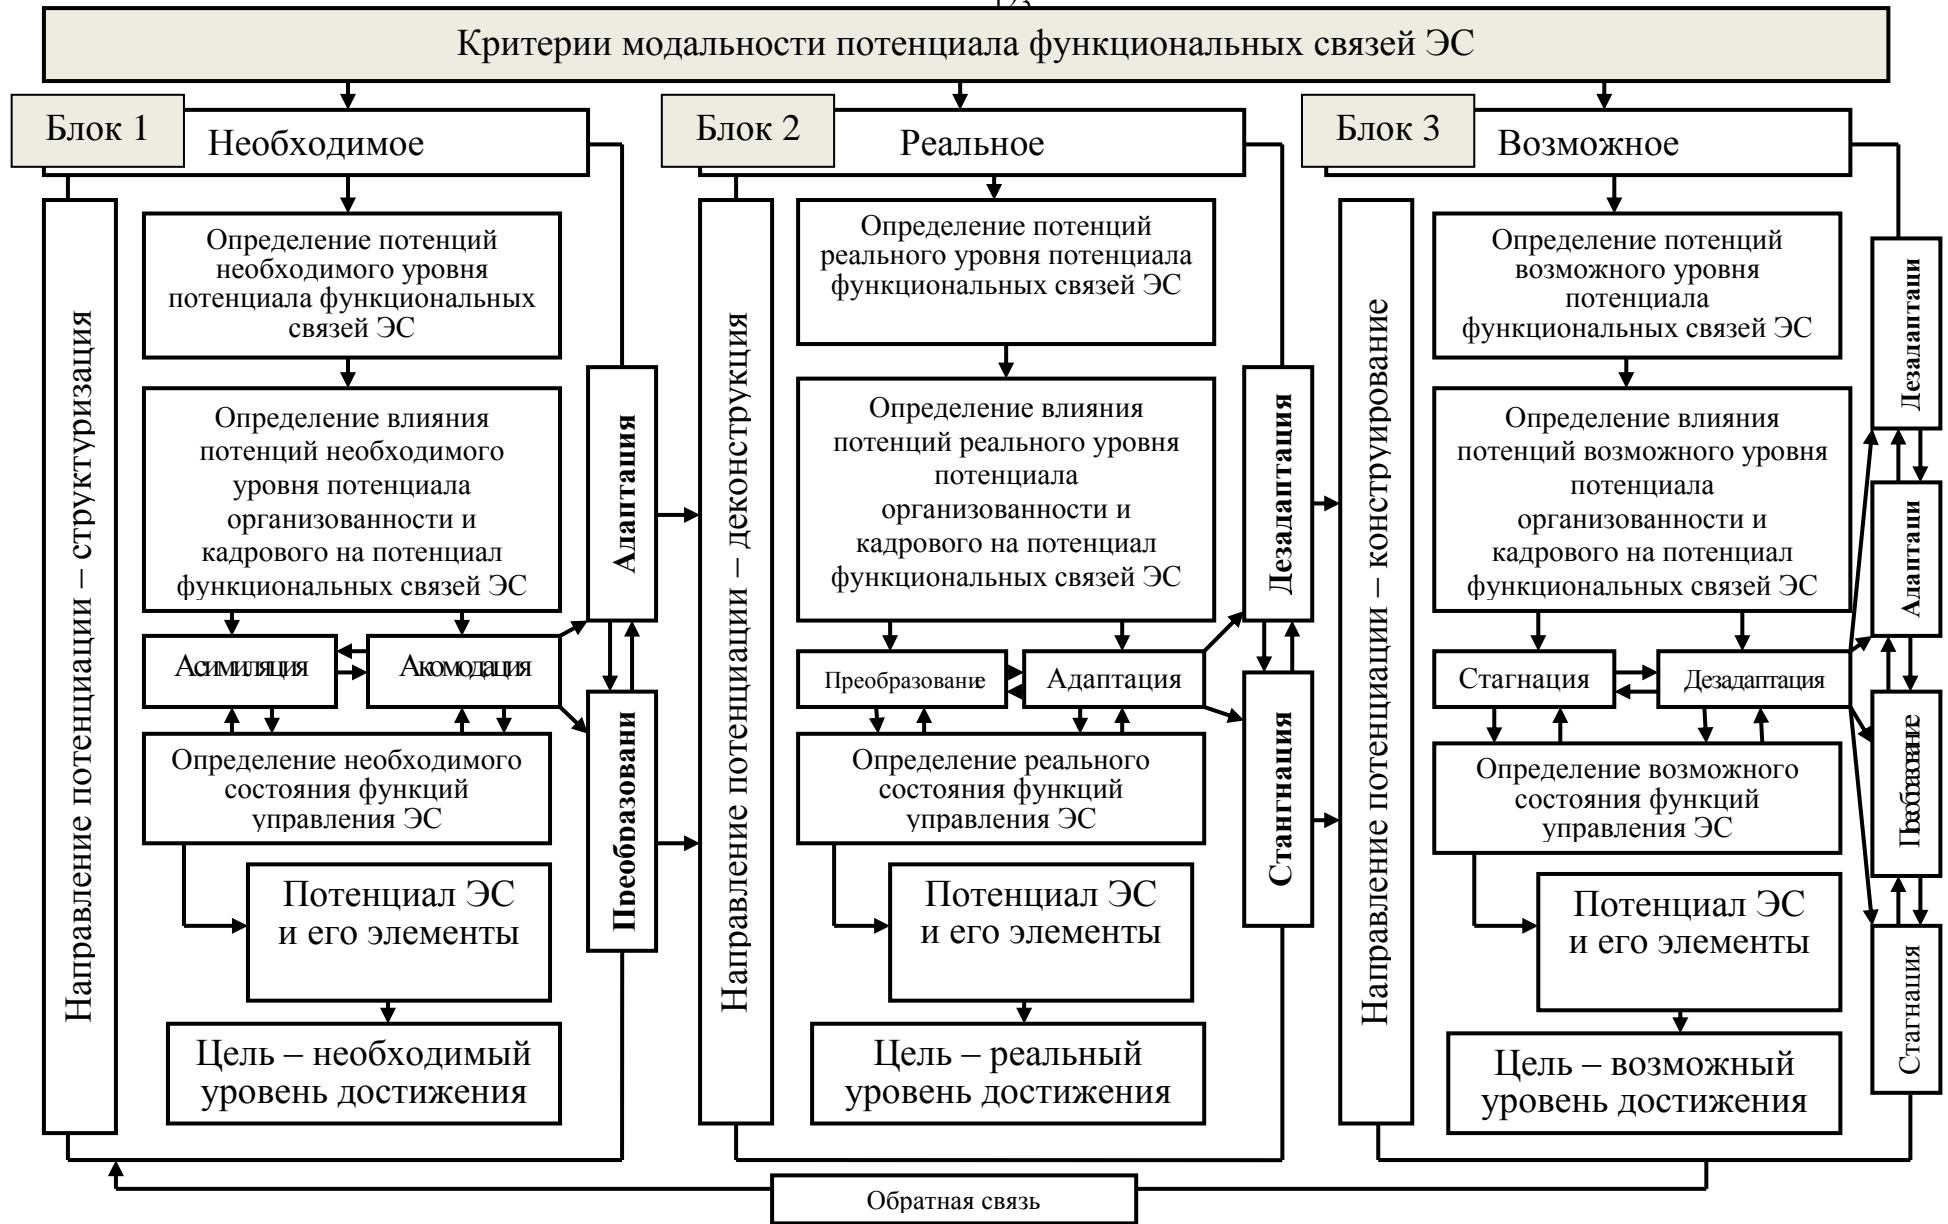 123
Критерии модальности потенциала функциональных связей ЭС
Блок 1
Необходимое
Направление потенциации – структуризация
Определение потенций
необходимого уровня
потенциала функциональных
связей ЭС
Определение влияния
потенций необходимого
уровня потенциала
организованности и
кадрового на потенциал
функциональных связей ЭС
Асимиляция
Акомодация
Адаптация
Преобразовани
Определение необходимого
состояния функций
управления ЭС
Потенциал ЭС
и его элементы
Цель – необходимый
уровень достижения
Блок 2
Реальное
Направление потенциации – деконструкция
Определение потенций
реального уровня потенциала
функциональных связей ЭС
Определение влияния
потенций реального уровня
потенциала
организованности и
кадрового на потенциал
функциональных связей ЭС
Преобразование
Адаптация
Дезадаптация
Стангнация
Определение реального
состояния функций
управления ЭС
Потенциал ЭС
и его элементы
Цель – реальный
уровень достижения
Блок 3
Возможное
Направление потенциации – конструирование
Определение потенций
возможного уровня
потенциала
функциональных связей ЭС
Определение влияния
потенций возможного уровня
потенциала
организованности и
кадрового на потенциал
функциональных связей ЭС
Стагнация
Дезадаптация
Дезадаптаци
Адаптаци
Преобразование
Стагнация
Определение возможного
состояния функций
управления ЭС
Потенциал ЭС
и его элементы
Цель – возможный
уровень достижения
Обратная связь